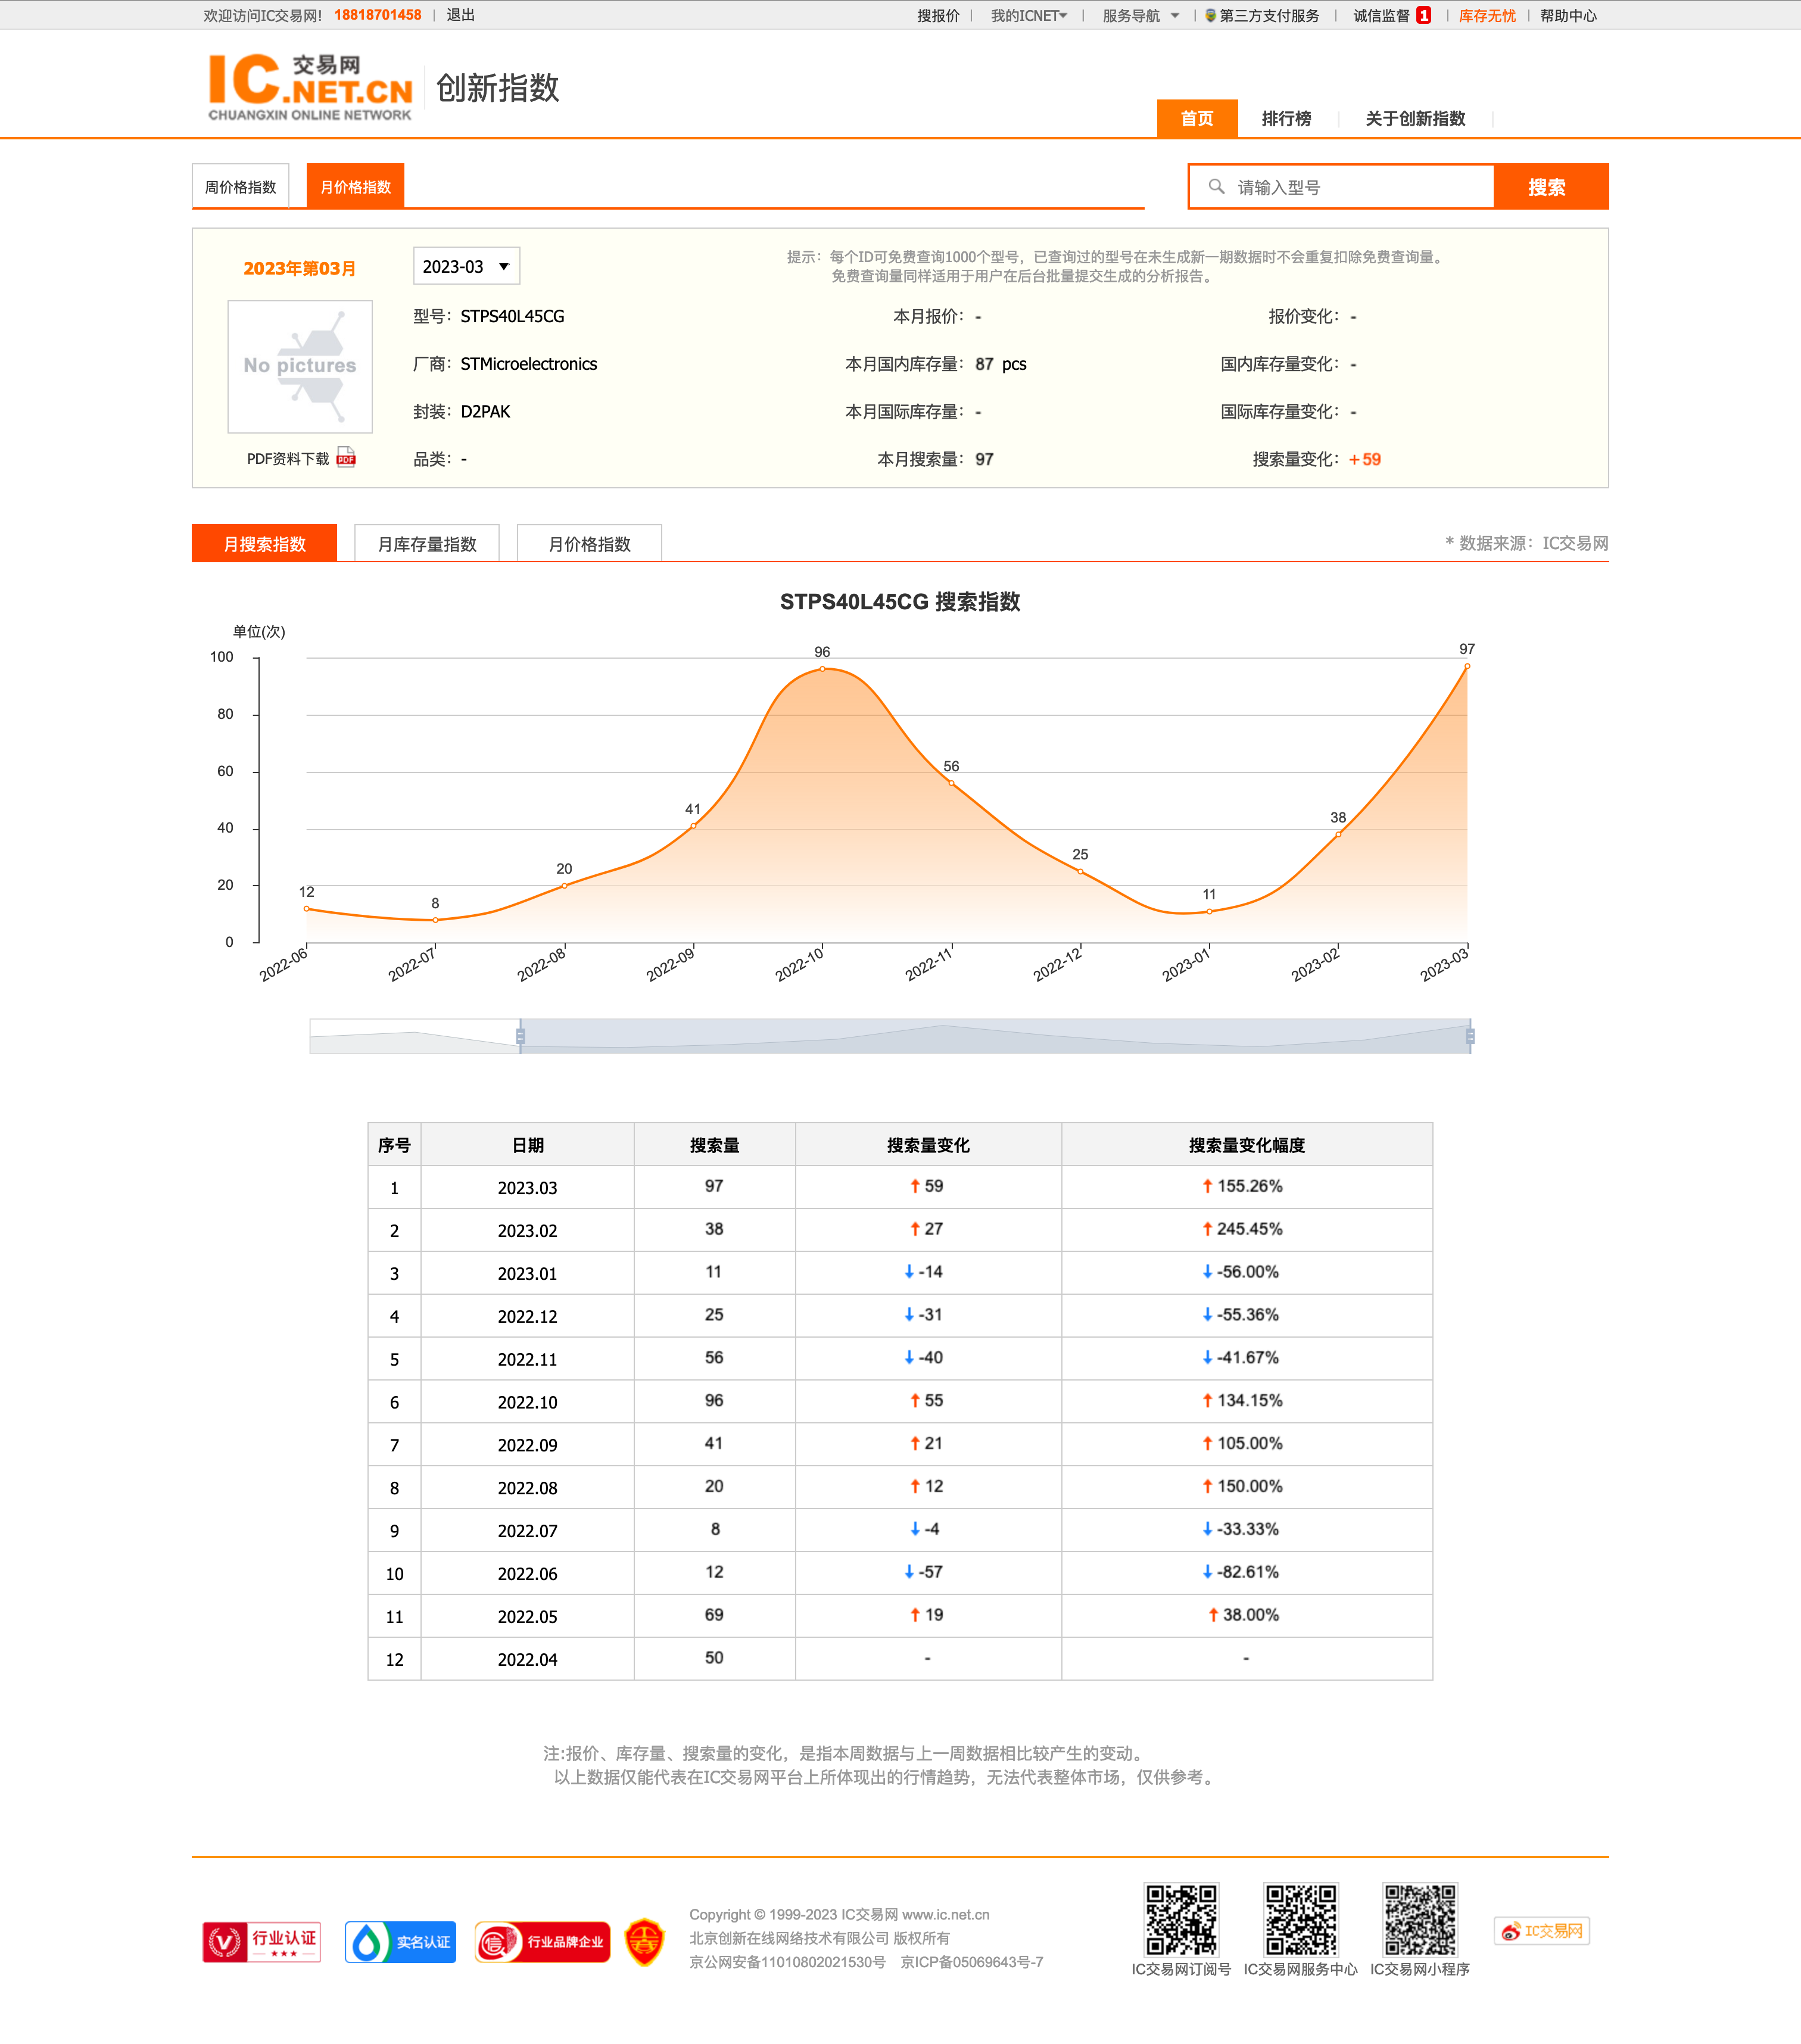 欢迎访问IC交易网! 18818701458 | 退出 搜报价 | 我的ICNET | 服务导航 | 第三方支付服务 | 诚信监督 1 | 库存无忧 | 帮助中心
IC 交易网 .NET.CN 创新指数
CHUANGXIN ONLINE NETWORK
首页 排行榜 关于创新指数
周价格指数 月价格指数 请输入型号 搜索
2023年第03月 2023-03 提示：每个ID可免费查询1000个型号，已查询过的型号在未生成新一期数据时不会重复扣除免费查询量。
免费查询量同样适用于用户在后台批量提交生成的分析报告。
No pictures
型号：STPS40L45CG 本月报价：- 报价变化：-
厂商：STMicroelectronics 本月国内库存量：87 pcs 国内库存量变化：-
封装：D2PAK 本月国际库存量：- 国际库存量变化：-
PDF资料下载 PDF 品类：- 本月搜索量：97 搜索量变化：+59
月搜索指数 月库存量指数 月价格指数 * 数据来源：IC交易网
STPS40L45CG 搜索指数
单位(次)
100
80
60
40
20
0
12 8 20 41 96 56 25 11 38 97
2022-06 2022-07 2022-08 2022-09 2022-10 2022-11 2022-12 2023-01 2023-02 2023-03
序号 日期 搜索量 搜索量变化 搜索量变化幅度
1 2023.03 97 ↑59 ↑155.26%
2 2023.02 38 ↑27 ↑245.45%
3 2023.01 11 ↓-14 ↓-56.00%
4 2022.12 25 ↓-31 ↓-55.36%
5 2022.11 56 ↓-40 ↓-41.67%
6 2022.10 96 ↑55 ↑134.15%
7 2022.09 41 ↑21 ↑105.00%
8 2022.08 20 ↑12 ↑150.00%
9 2022.07 8 ↓-4 ↓-33.33%
10 2022.06 12 ↓-57 ↓-82.61%
11 2022.05 69 ↑19 ↑38.00%
12 2022.04 50 - -
注:报价、库存量、搜索量的变化，是指本周数据与上一周数据相比较产生的变动。
以上数据仅能代表在IC交易网平台上所体现出的行情趋势，无法代表整体市场，仅供参考。
行业认证 实名认证 信 行业品牌企业
Copyright © 1999-2023 IC交易网 www.ic.net.cn
北京创新在线网络技术有限公司 版权所有
京公网安备11010802021530号 京ICP备05069643号-7
IC交易网订阅号 IC交易网服务中心 IC交易网小程序
IC交易网